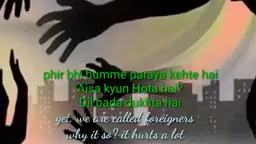 phir bhi humme paraya kehte hai
Aisa kyun Hota hai?
Dil bada dukhta hai
yet, we are called foreigners
why it so? it hurts a lot